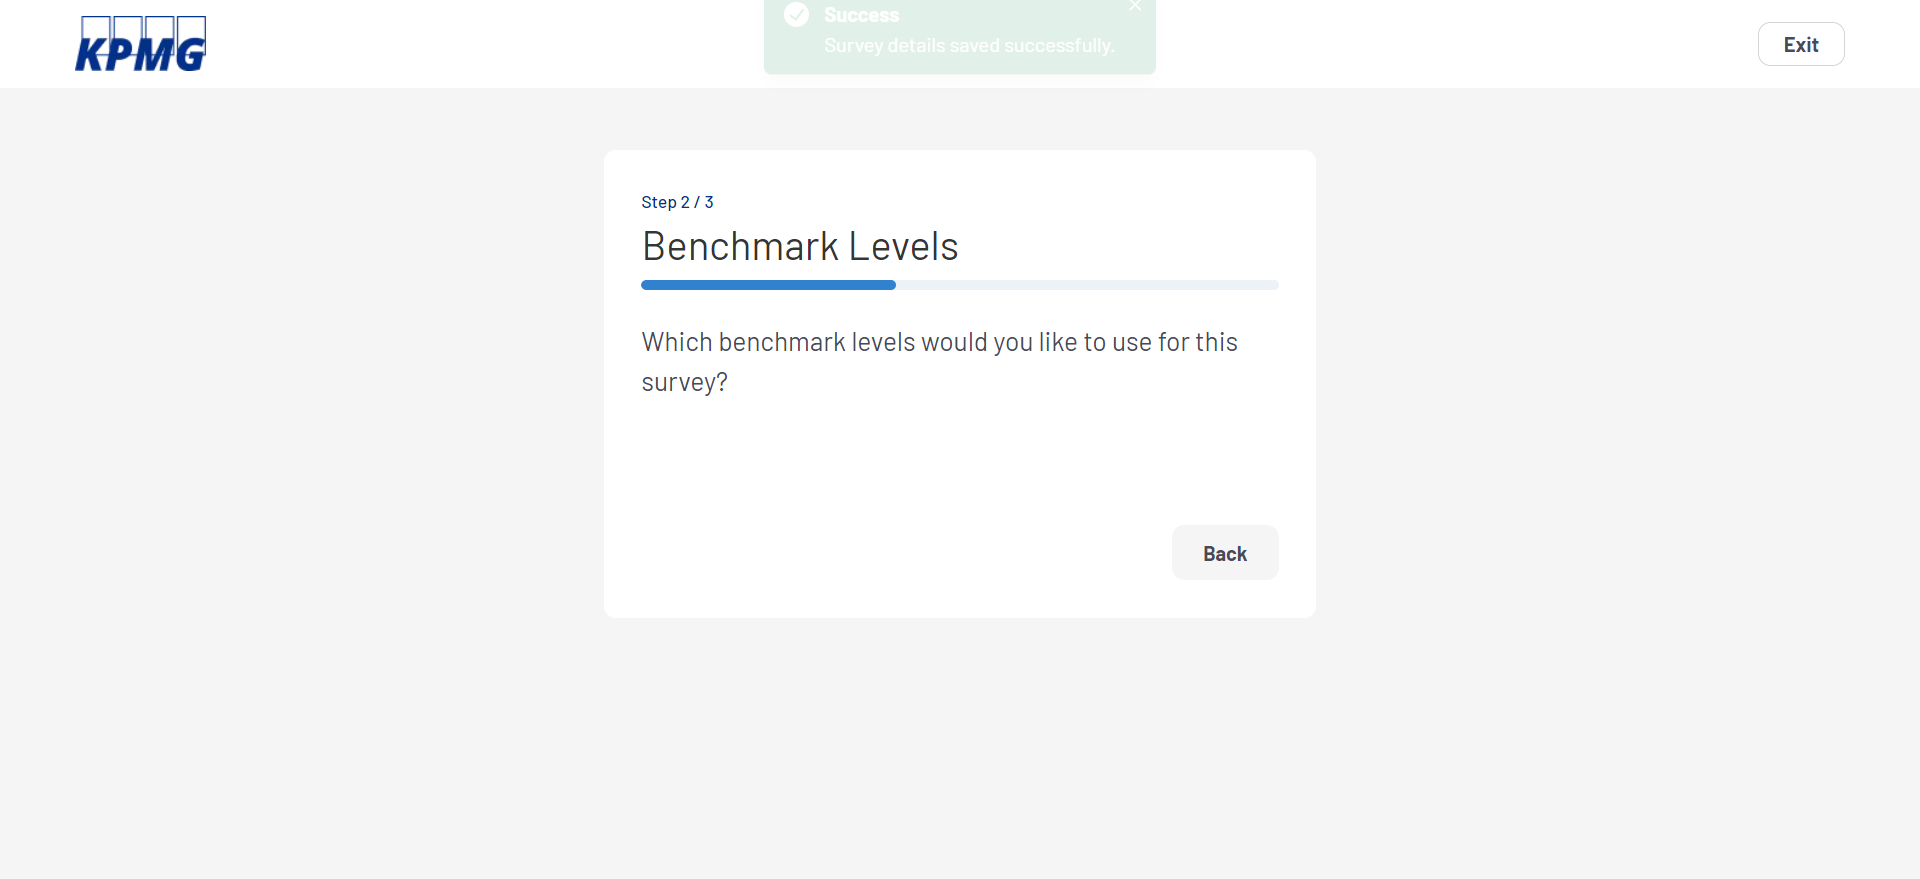 KPMG
Success
Survey details saved successfully.
Exit
Step 2 / 3
Benchmark Levels
Which benchmark levels would you like to use for this
survey?
Back